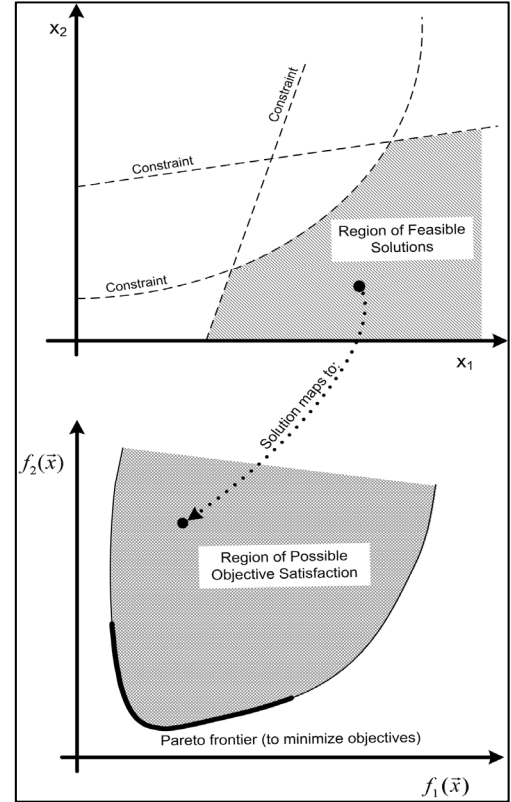 x₂
Constraint
Constraint
Region of Feasible
Solutions
Constraint
x₁
Solution maps to:
f₂(x⃗)
Region of Possible
Objective Satisfaction
Pareto frontier (to minimize objectives)
f₁(x⃗)